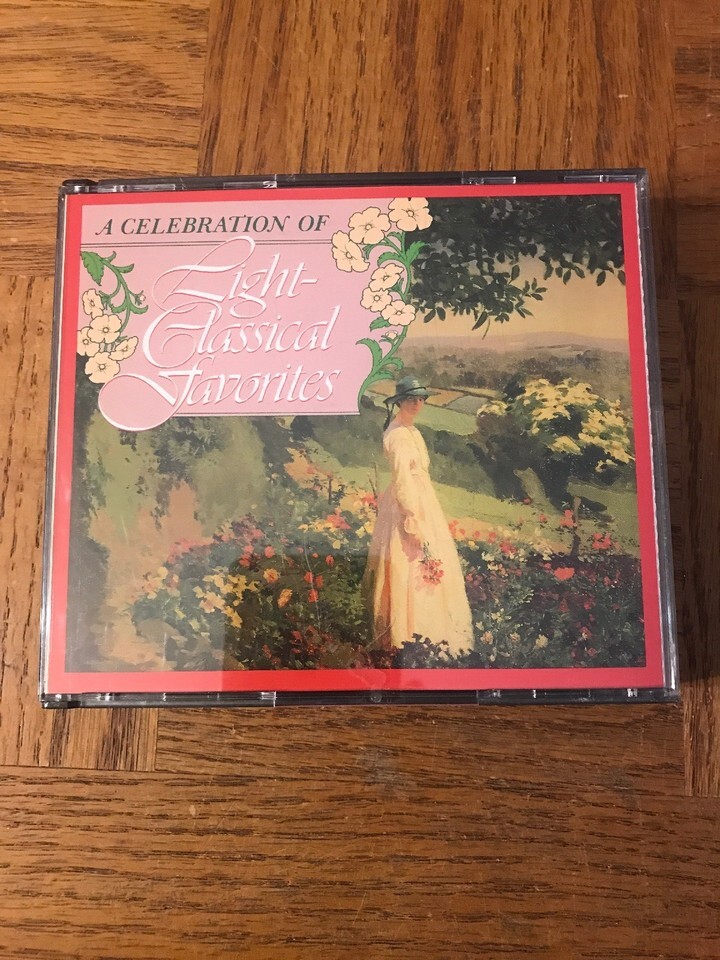 A CELEBRATION OF
Light-
Classical
Favorites